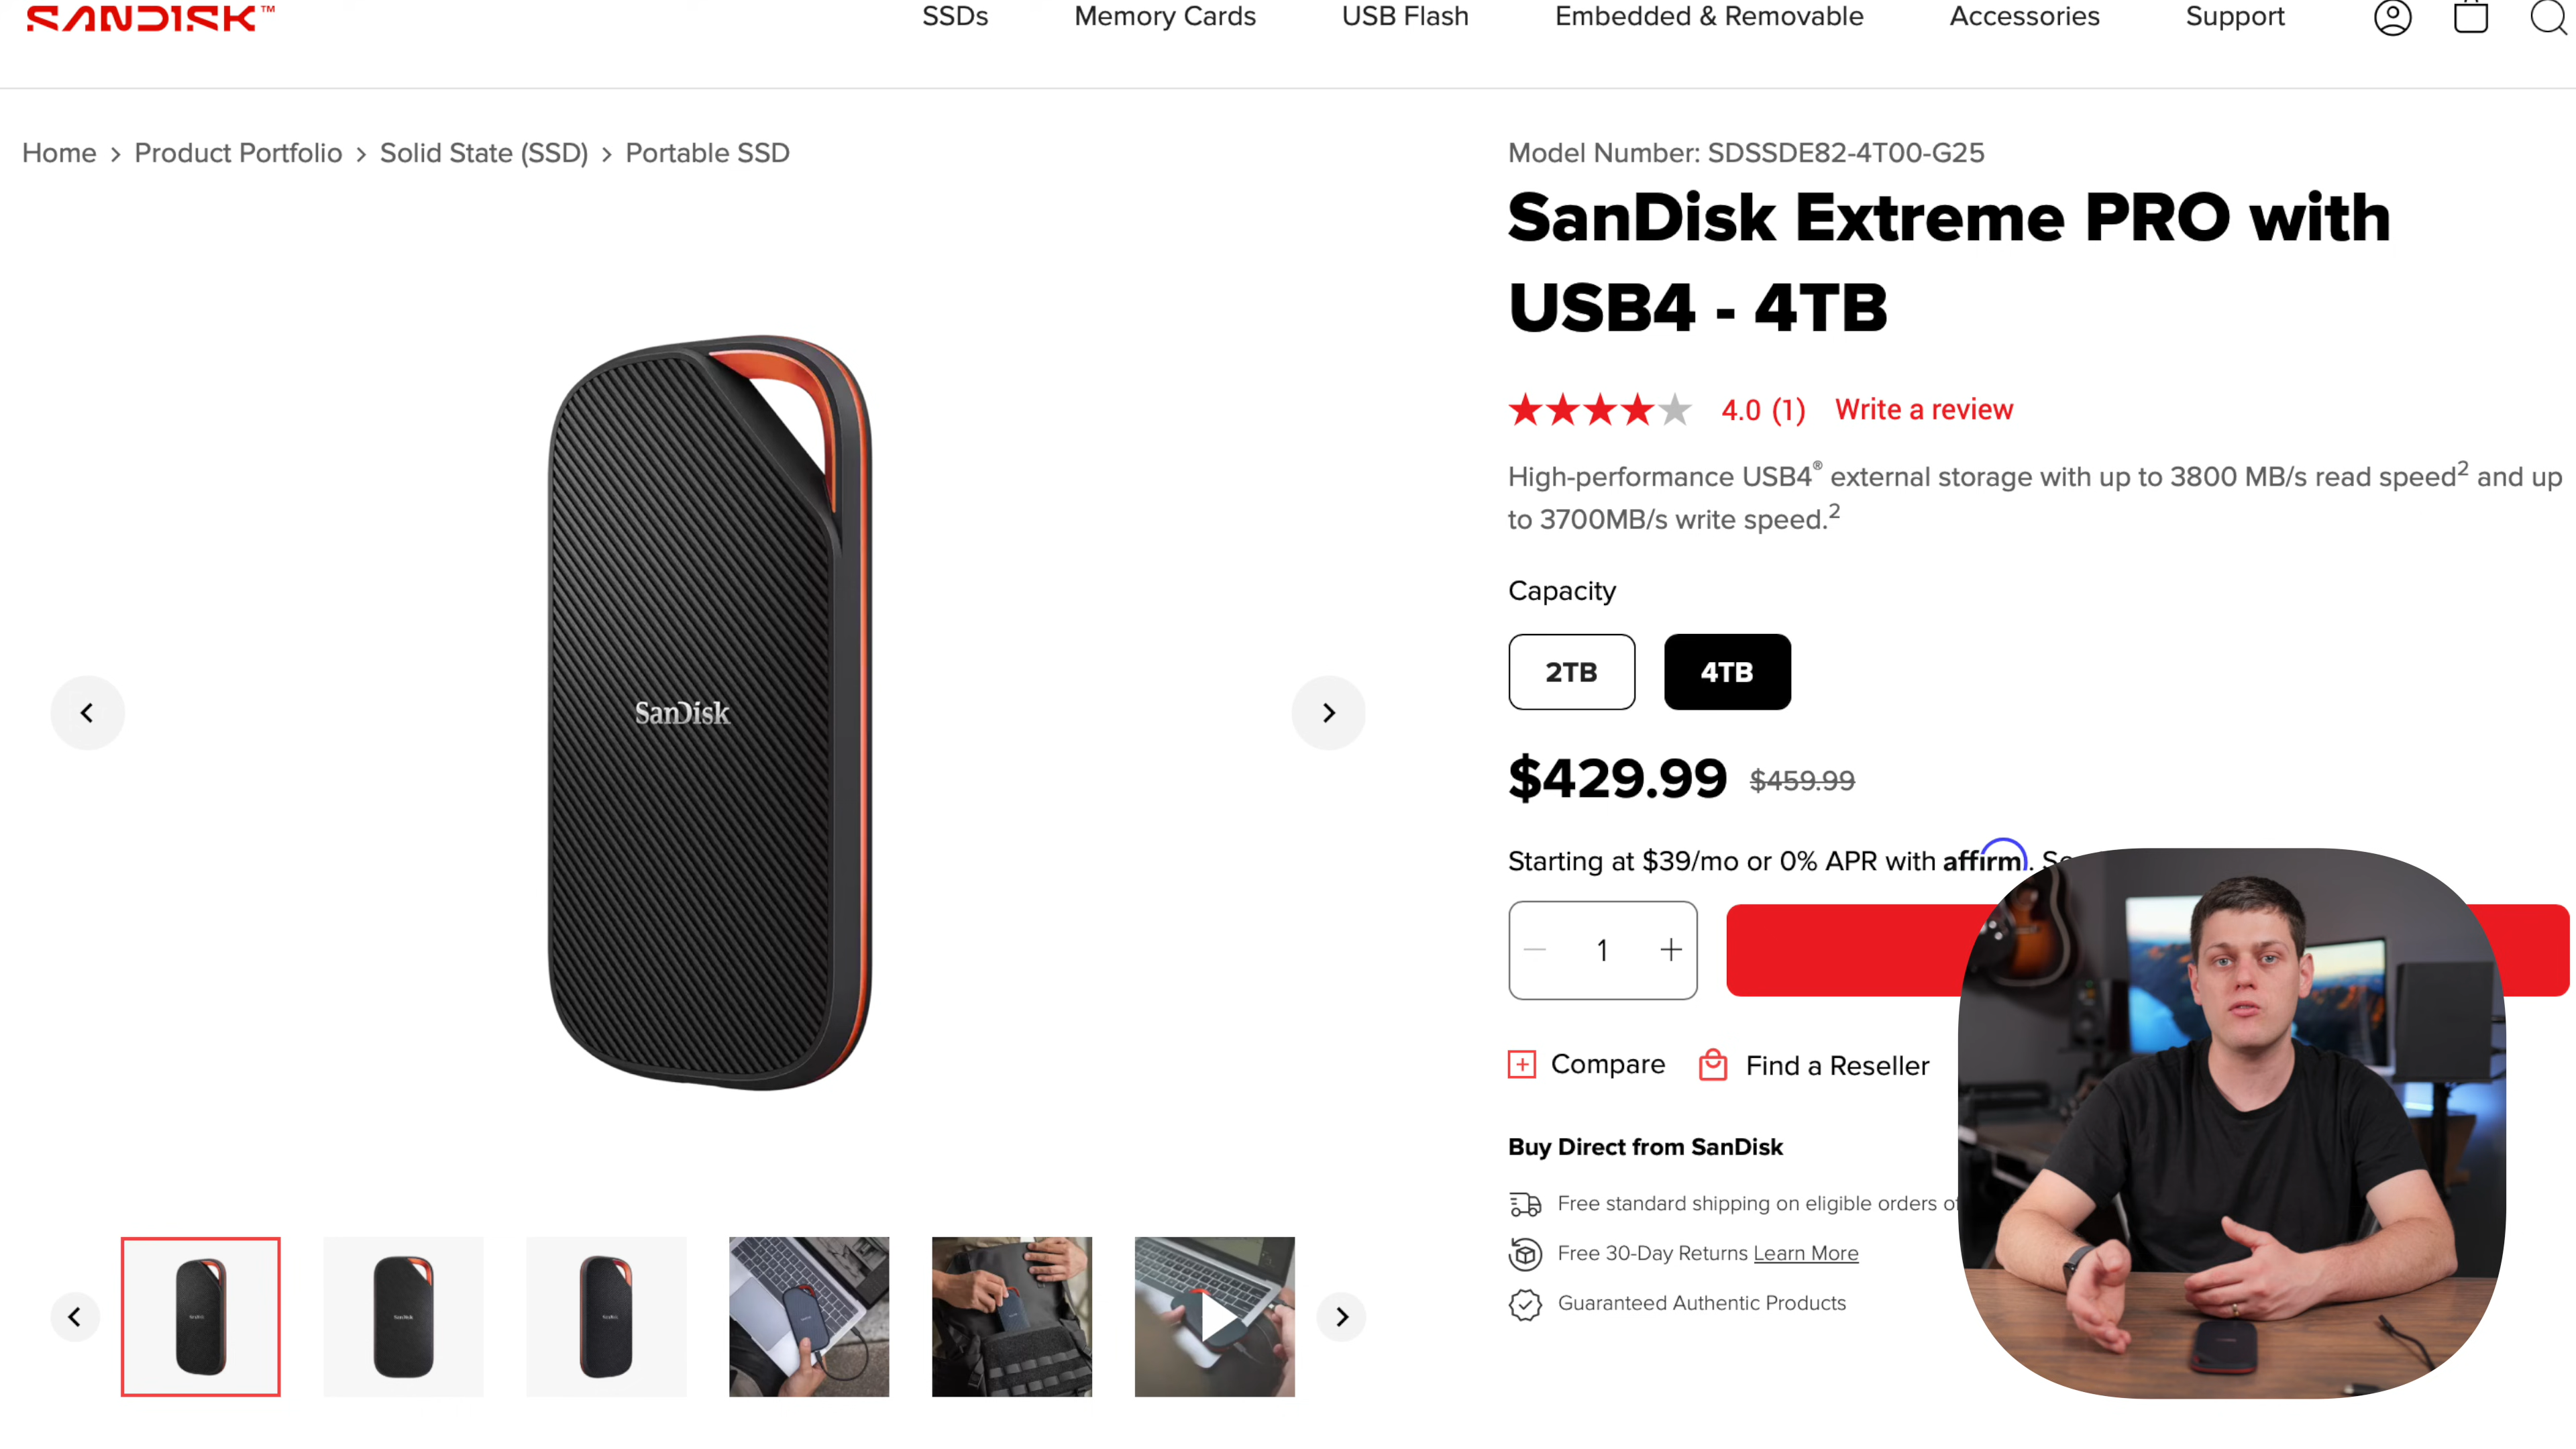 SANDISK™
SSDs
Memory Cards
USB Flash
Embedded & Removable
Accessories
Support
Home › Product Portfolio › Solid State (SSD) › Portable SSD
SanDisk
Model Number: SDSSDE82-4T00-G25
SanDisk Extreme PRO with
USB4 - 4TB
4.0 (1) Write a review
High-performance USB4® external storage with up to 3800 MB/s read speed2 and up
to 3700MB/s write speed.2
Capacity
2TB
4TB
$429.99 $459.99
Starting at $39/mo or 0% APR with affirm.
− 1 +
Compare
Find a Reseller
Buy Direct from SanDisk
Free standard shipping on eligible orders
Free 30-Day Returns Learn More
Guaranteed Authentic Products